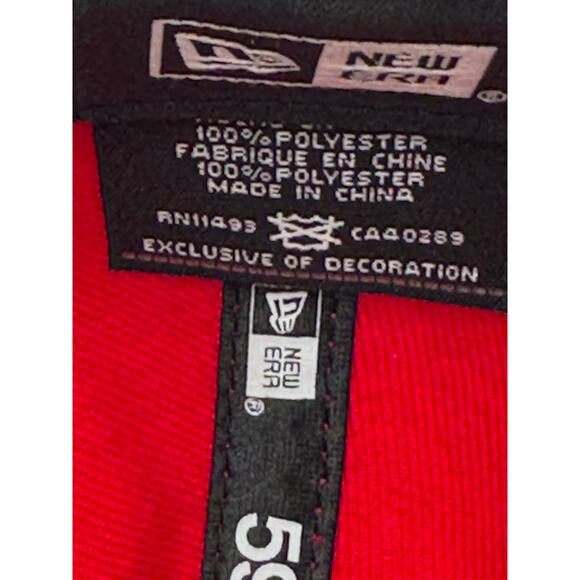 NEW
ERA
®
100% POLYESTER
FABRIQUE EN CHINE
100% POLYESTER
MADE IN CHINA
RN11493 CA40289
EXCLUSIVE OF DECORATION
NEW
ERA
®
59